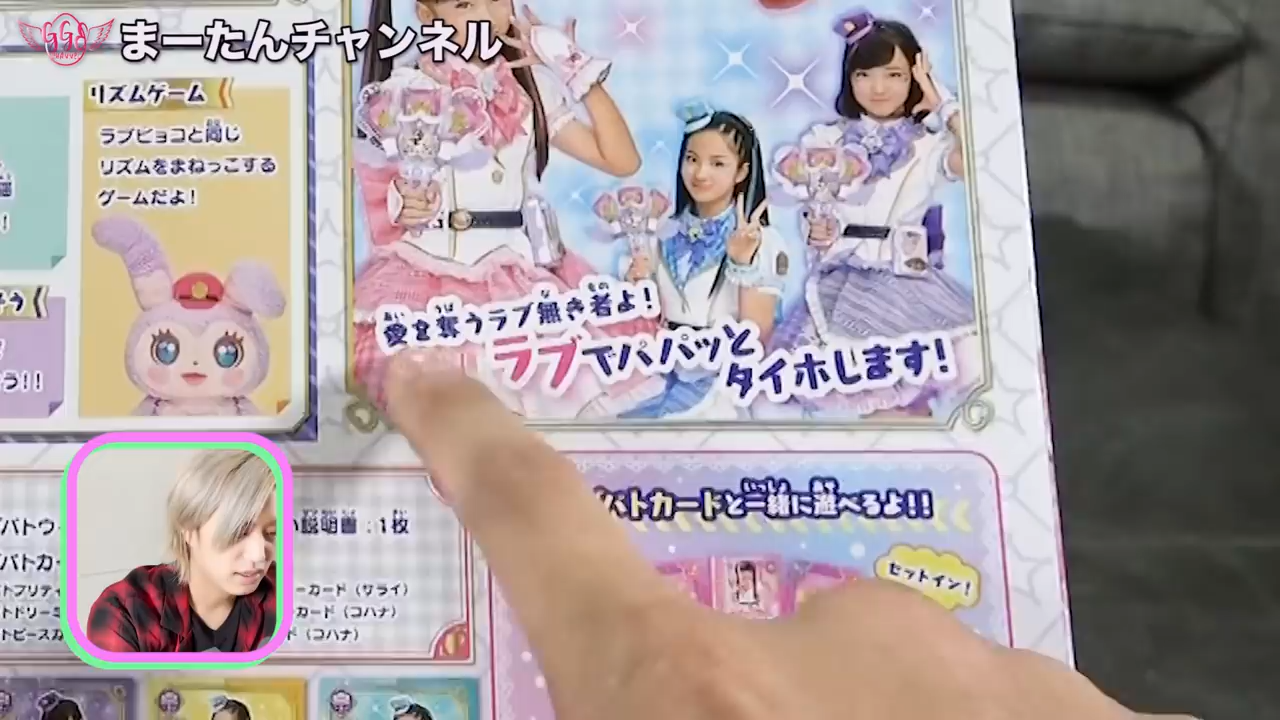 まーたんチャンネル
リズムゲーム
ラブピョコと同じ
リズムをまねっこする
ゲームだよ!
愛を奪うラブ無き者よ!
ラブでパパッと
タイホします!
う!!
パトカードと一緒に遊べるよ!!
セットイン!
説明書:1枚
カード(サライ)
カード(コハナ)
ド(コハナ)